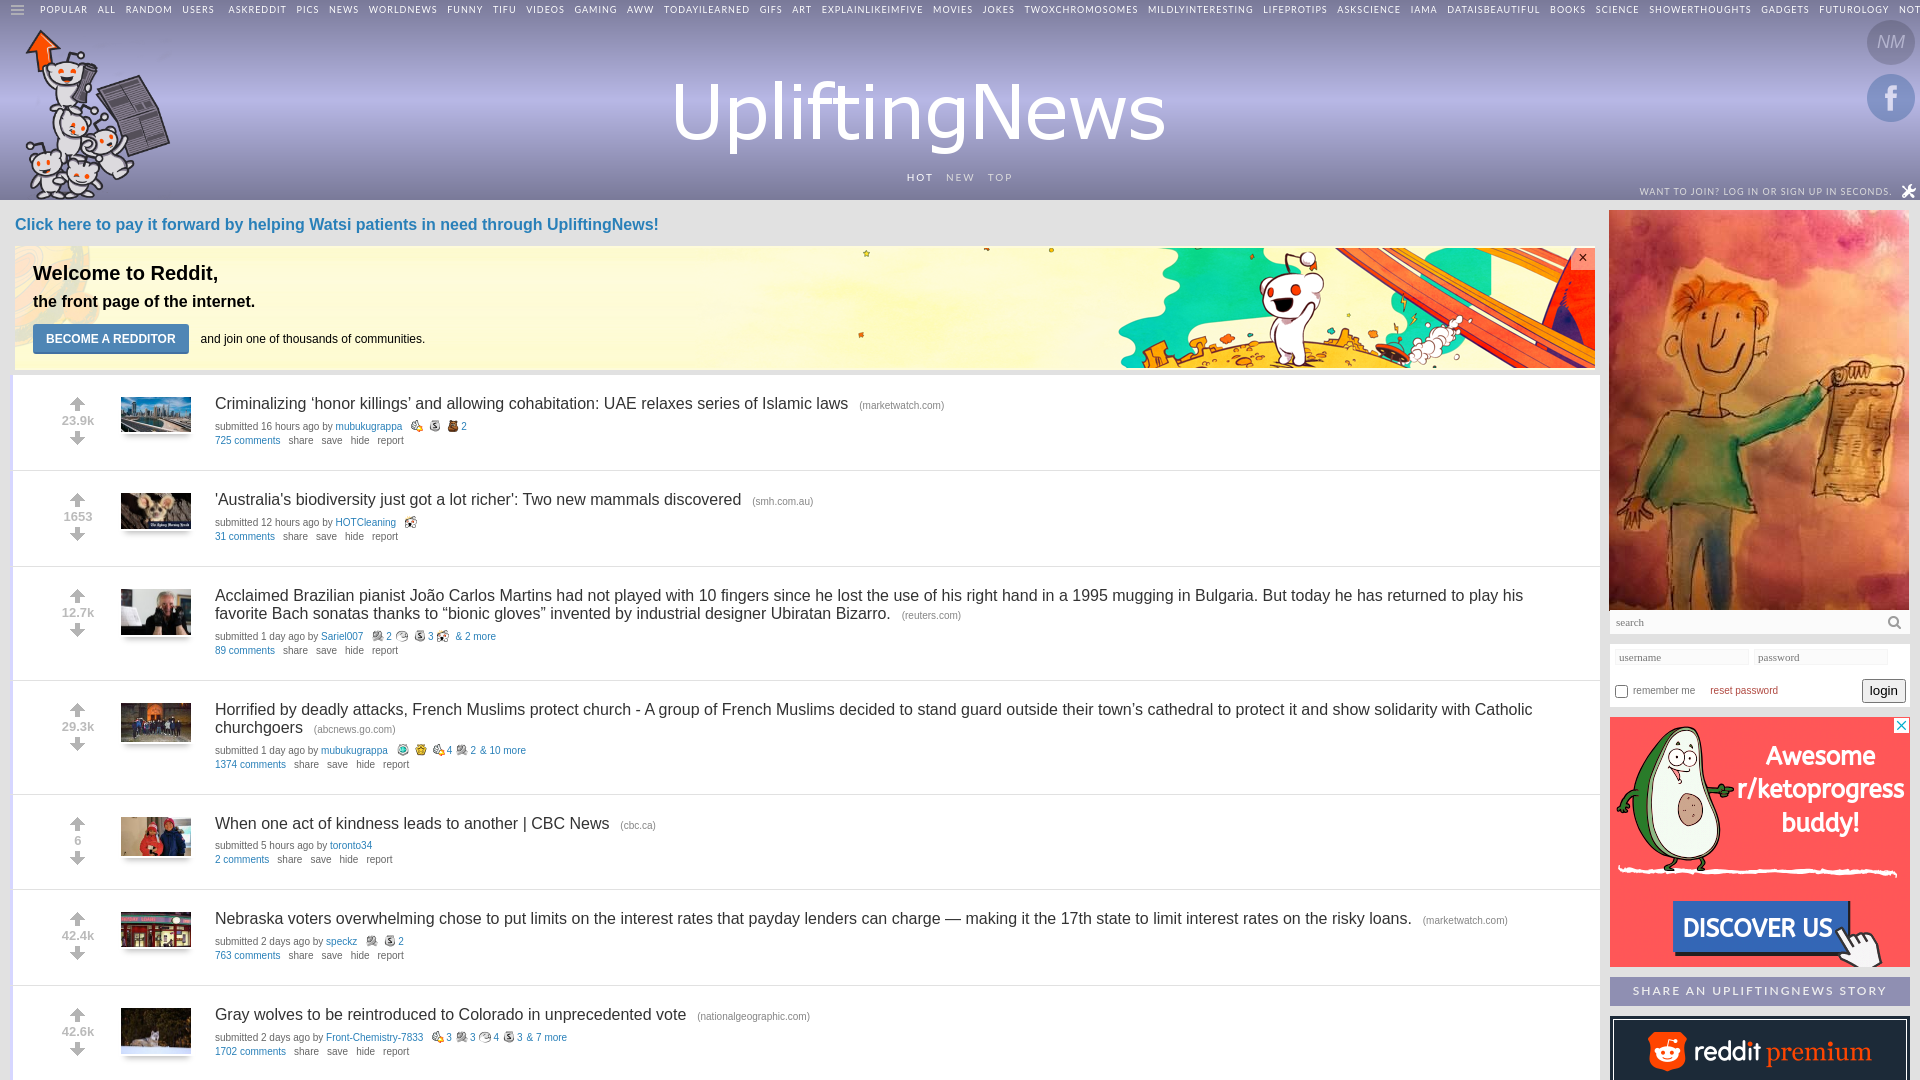 POPULAR ALL RANDOM USERS ASKREDDIT PICS NEWS WORLDNEWS FUNNY TIFU VIDEOS GAMING AWW TODAYILEARNED GIFS ART EXPLAINLIKEIMFIVE MOVIES JOKES TWOXCHROMOSOMES MILDLYINTERESTING LIFEPROTIPS ASKSCIENCE IAMA DATAISBEAUTIFUL BOOKS SCIENCE SHOWERTHOUGHTS GADGETS FUTUROLOGY NOT
NM
UpliftingNews
HOT NEW TOP
WANT TO JOIN? LOG IN OR SIGN UP IN SECONDS.
Click here to pay it forward by helping Watsi patients in need through UpliftingNews!
Welcome to Reddit,
the front page of the internet.
BECOME A REDDITOR and join one of thousands of communities.
×
23.9k
Criminalizing ‘honor killings’ and allowing cohabitation: UAE relaxes series of Islamic laws (marketwatch.com)
submitted 16 hours ago by mubukugrappa 2
725 comments share save hide report
1653
'Australia's biodiversity just got a lot richer': Two new mammals discovered (smh.com.au)
submitted 12 hours ago by HOTCleaning
31 comments share save hide report
12.7k
Acclaimed Brazilian pianist João Carlos Martins had not played with 10 fingers since he lost the use of his right hand in a 1995 mugging in Bulgaria. But today he has returned to play his
favorite Bach sonatas thanks to “bionic gloves” invented by industrial designer Ubiratan Bizarro. (reuters.com)
submitted 1 day ago by Sariel007 2 3 & 2 more
89 comments share save hide report
29.3k
Horrified by deadly attacks, French Muslims protect church - A group of French Muslims decided to stand guard outside their town’s cathedral to protect it and show solidarity with Catholic
churchgoers (abcnews.go.com)
submitted 1 day ago by mubukugrappa 4 2 & 10 more
1374 comments share save hide report
6
When one act of kindness leads to another | CBC News (cbc.ca)
submitted 5 hours ago by toronto34
2 comments share save hide report
42.4k
Nebraska voters overwhelming chose to put limits on the interest rates that payday lenders can charge — making it the 17th state to limit interest rates on the risky loans. (marketwatch.com)
submitted 2 days ago by speckz 2
763 comments share save hide report
42.6k
Gray wolves to be reintroduced to Colorado in unprecedented vote (nationalgeographic.com)
submitted 2 days ago by Front-Chemistry-7833 3 3 4 3 & 7 more
1702 comments share save hide report
search
username password
remember me reset password login
Awesome
r/ketoprogress
buddy!
DISCOVER US
SHARE AN UPLIFTINGNEWS STORY
reddit premium